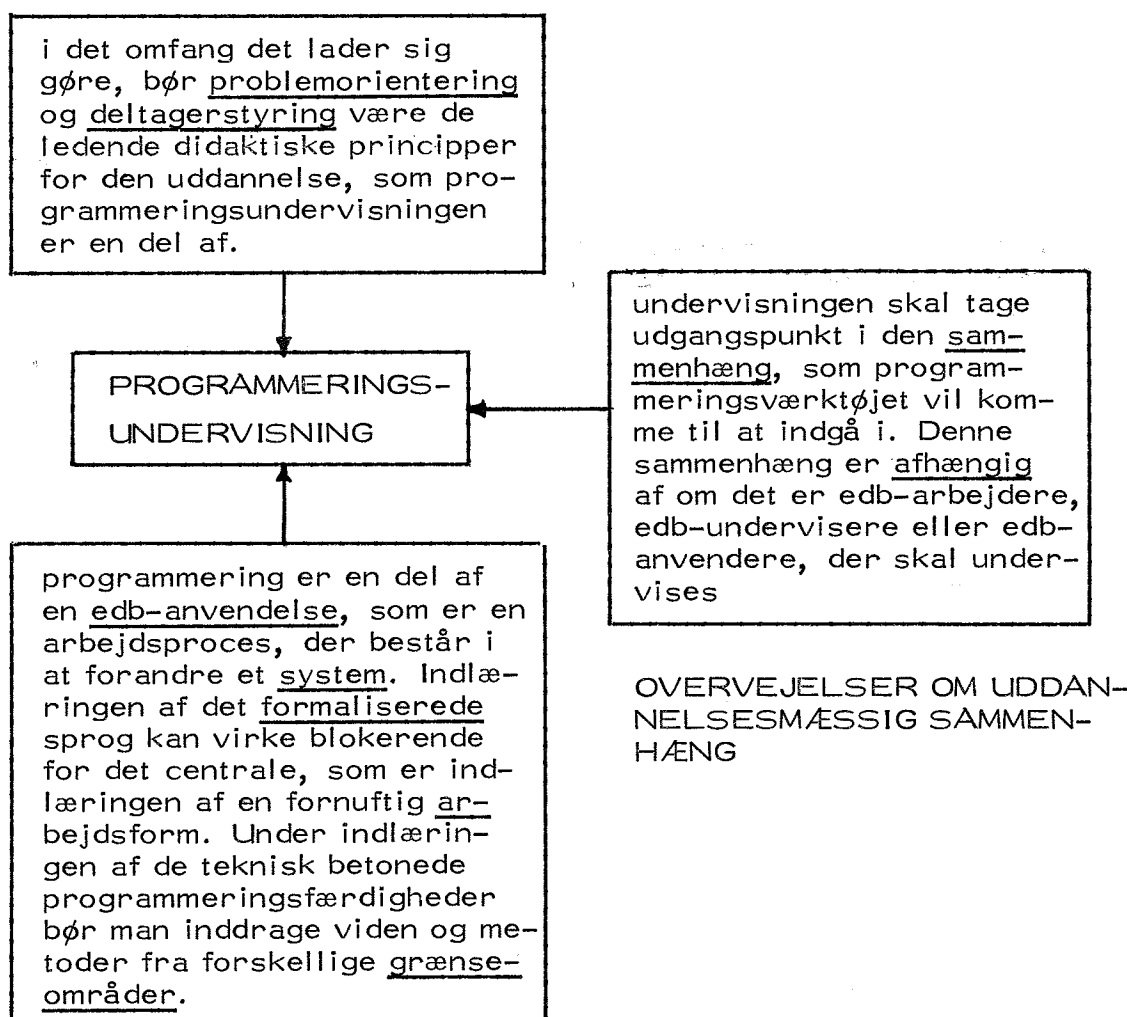 i det omfang det lader sig
gøre, bør problemorientering
og deltagerstyring være de
ledende didaktiske principper
for den uddannelse, som pro-
grammeringsundervisningen
er en del af.
PROGRAMMERINGS-
UNDERVISNING
undervisningen skal tage
udgangspunkt i den sam-
menhæng, som program-
meringsværktøjet vil kom-
me til at indgå i. Denne
sammenhæng er afhængig
af om det er edb-arbejdere,
edb-undervisere eller edb-
anvendere, der skal under-
vises
programmering er en del af
en edb-anvendelse, som er en
arbejdsproces, der består i
at forandre et system. Indlæ-
ringen af det formaliserede
sprog kan virke blokerende
for det centrale, som er ind-
læringen af en fornuftig ar-
bejdsform. Under indlærin-
gen af de teknisk betonede
programmeringsfærdigheder
bør man inddrage viden og me-
toder fra forskellige grænse-
områder.
OVERVEJELSER OM UDDAN-
NELSESMÆSSIG SAMMEN-
HÆNG